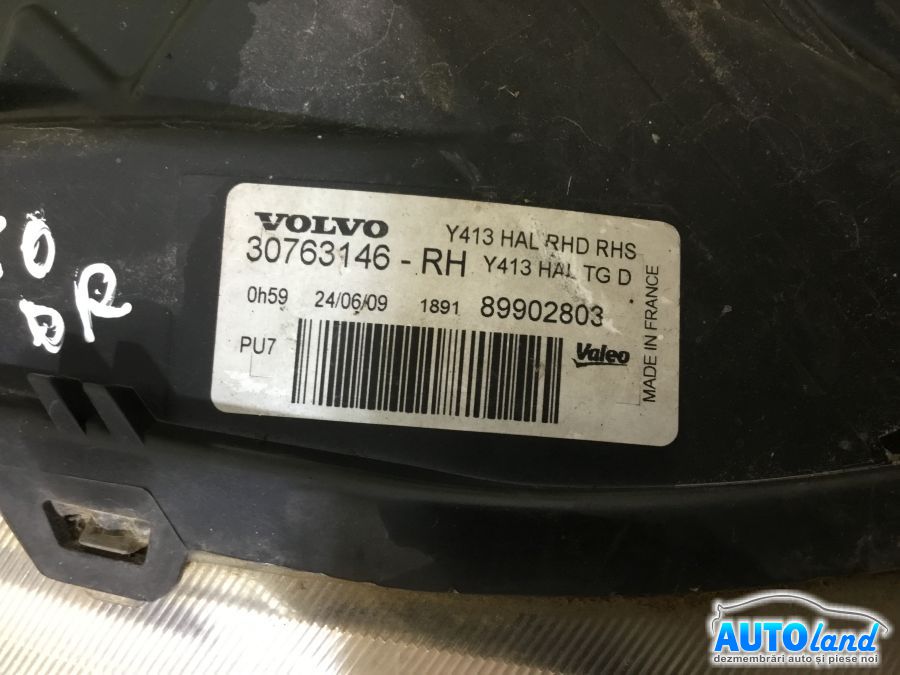 VOLVO
Y413 HAL RHD RHS
30763146 - RH
Y413 HAL TG D
0h59 24/06/09 1891 89902803
PU7
Valeo
MADE IN FRANCE
DR
AUTOland
dezmembrări auto și piese noi